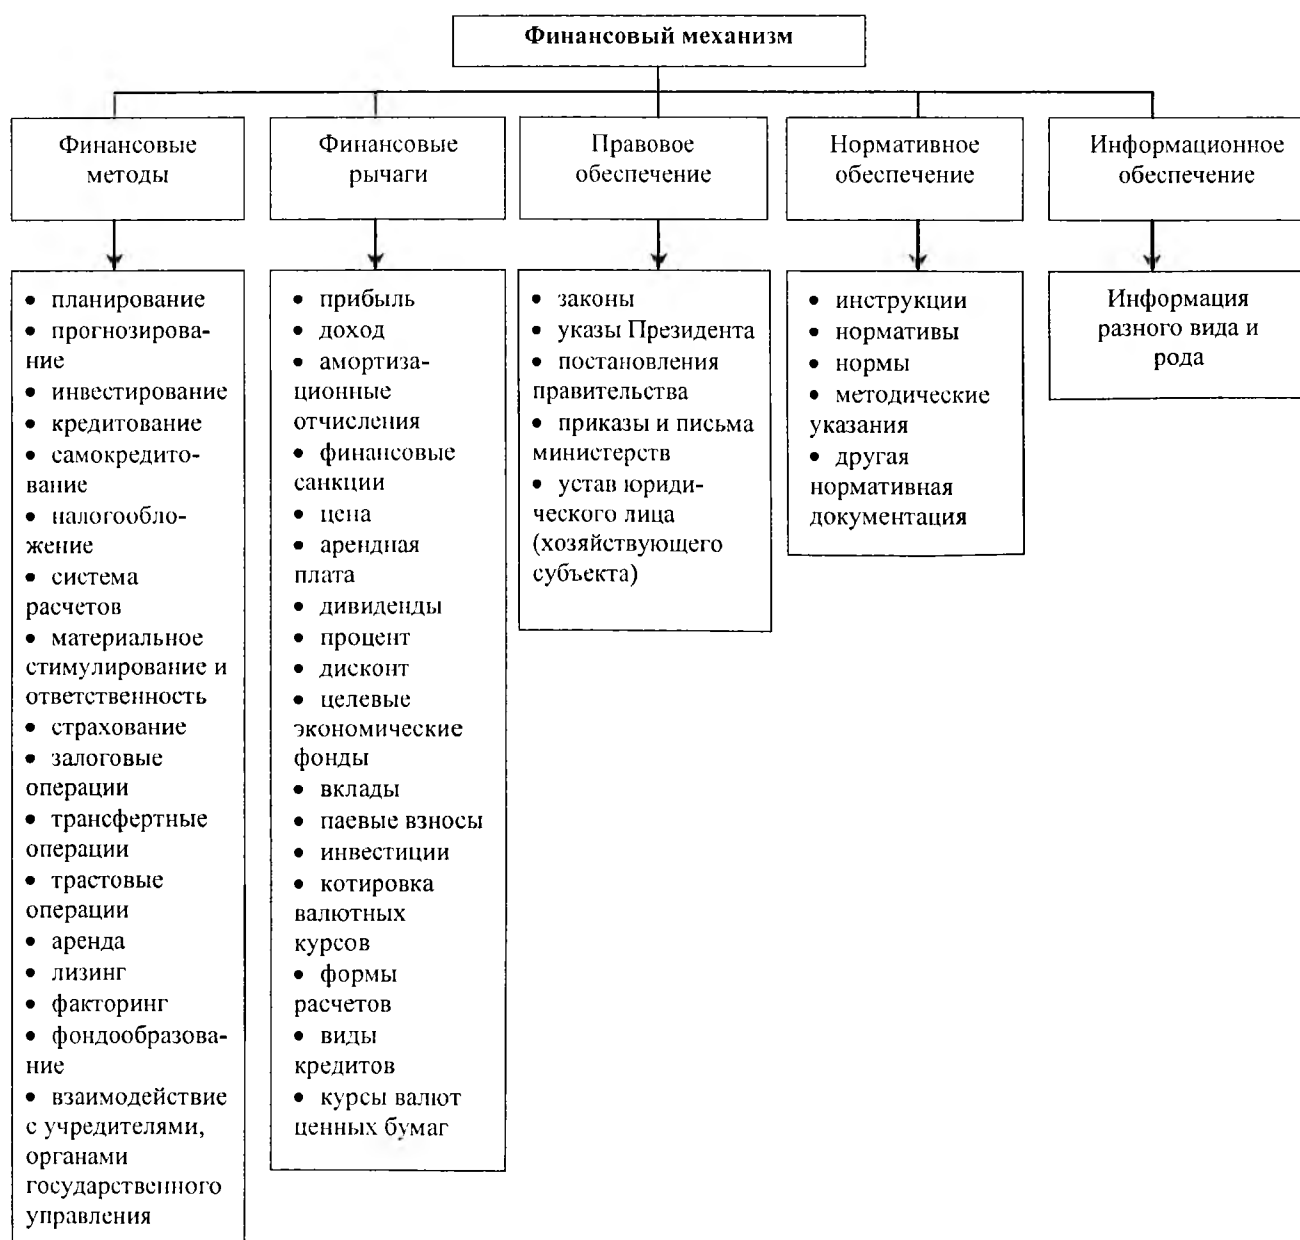 Финансовый механизм
Финансовые
методы
Финансовые
рычаги
Правовое
обеспечение
Нормативное
обеспечение
Информационное
обеспечение
• планирование
• прогнозирова-
ние
• инвестирование
• кредитование
• самокредито-
вание
• налогообло-
жение
• система
расчетов
• материальное
стимулирование и
ответственность
• страхование
• залоговые
операции
• трансфертные
операции
• трастовые
операции
• аренда
• лизинг
• факторинг
• фондообразова-
ние
• взаимодействие
с учредителями,
органами
государственного
управления
• прибыль
• доход
• амортиза-
ционные
отчисления
• финансовые
санкции
• цена
• арендная
плата
• дивиденды
• процент
• дисконт
• целевые
экономические
фонды
• вклады
• паевые взносы
• инвестиции
• котировка
валютных
курсов
• формы
расчетов
• виды
кредитов
• курсы валют
ценных бумаг
• законы
• указы Президента
• постановления
правительства
• приказы и письма
министерств
• устав юриди-
ческого лица
(хозяйствующего
субъекта)
• инструкции
• нормативы
• нормы
• методические
указания
• другая
нормативная
документация
Информация
разного вида и
рода